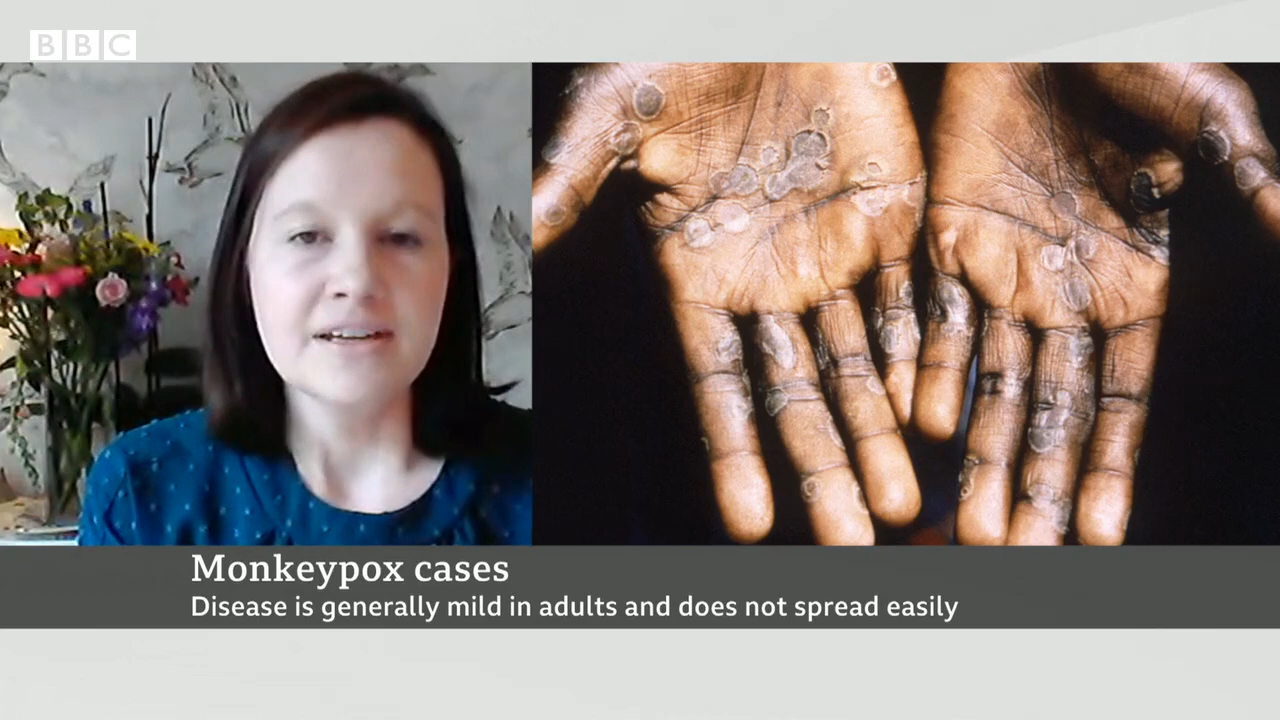 BBC
Monkeypox cases
Disease is generally mild in adults and does not spread easily